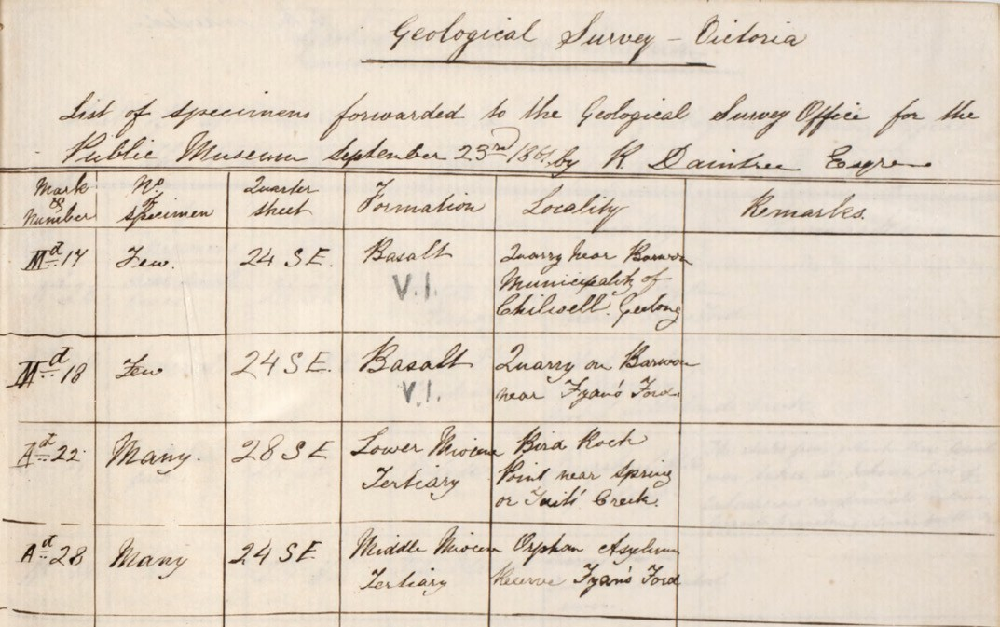 Geological Survey - Victoria
List of specimens forwarded to the Geological Survey Office for the
Public Museum September 23rd 1861 by R Daintree Esqre
Mark & Number
No of specimen
Quarter sheet
Formation
Locality
Remarks.
Md 17 Few. 24 SE. Basalt Quarry near Barwon
V.I. Municipality of
Chilwell. Geelong
Md 18 Few 24 SE. Basalt Quarry on Barwon
V.I. near Fyans Ford.
Ad 22 Many. 28 SE Lower Miocene Bird Rock
Tertiary Point near Spring
or Creek.
Ad 28 Many 24 SE. Middle Miocene Orphan Asylum
Tertiary Reserve Fyans Ford